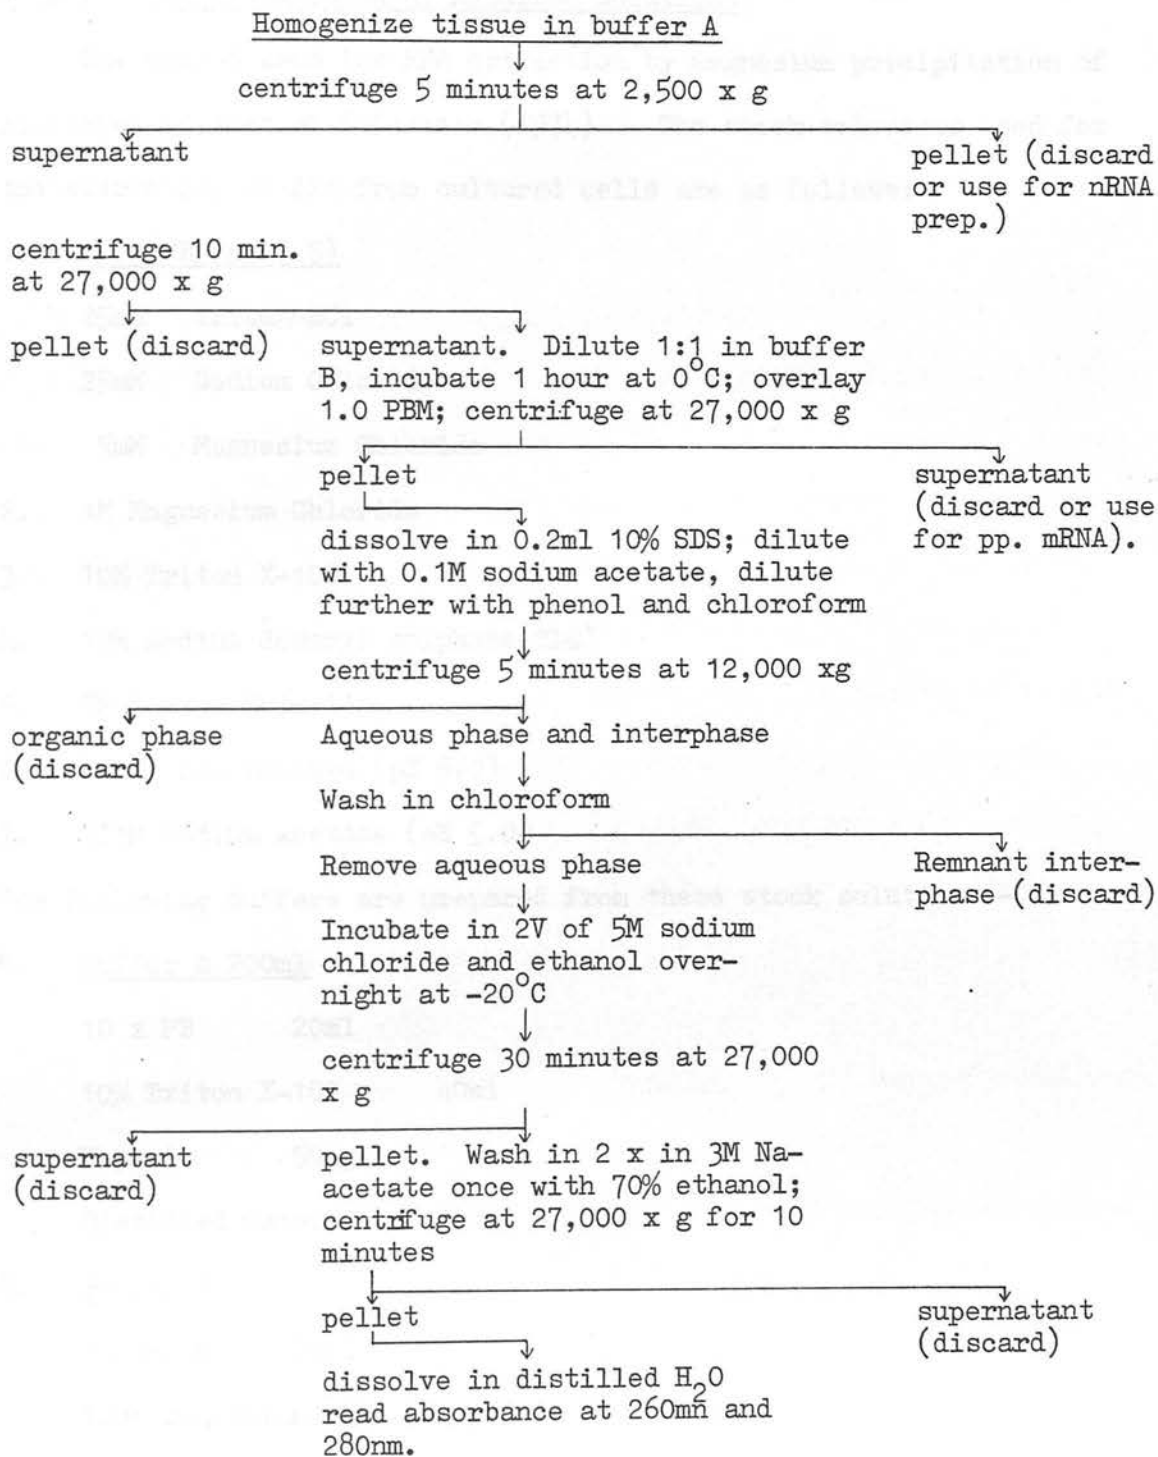 Homogenize tissue in buffer A
centrifuge 5 minutes at 2,500 x g
supernatant
pellet (discard
or use for nRNA
prep.)
centrifuge 10 min.
at 27,000 x g
pellet (discard)
supernatant. Dilute 1:1 in buffer
B, incubate 1 hour at 0°C; overlay
1.0 PBM; centrifuge at 27,000 x g
pellet
supernatant
(discard or use
for pp. mRNA).
dissolve in 0.2ml 10% SDS; dilute
with 0.1M sodium acetate, dilute
further with phenol and chloroform
centrifuge 5 minutes at 12,000 xg
organic phase
(discard)
Aqueous phase and interphase
Wash in chloroform
Remove aqueous phase
Remnant inter-
phase (discard)
Incubate in 2V of 5M sodium
chloride and ethanol over-
night at -20°C
centrifuge 30 minutes at 27,000
x g
supernatant
(discard)
pellet. Wash in 2 x in 3M Na-
acetate once with 70% ethanol;
centrifuge at 27,000 x g for 10
minutes
pellet
supernatant
(discard)
dissolve in distilled H2O
read absorbance at 260mn and
280nm.